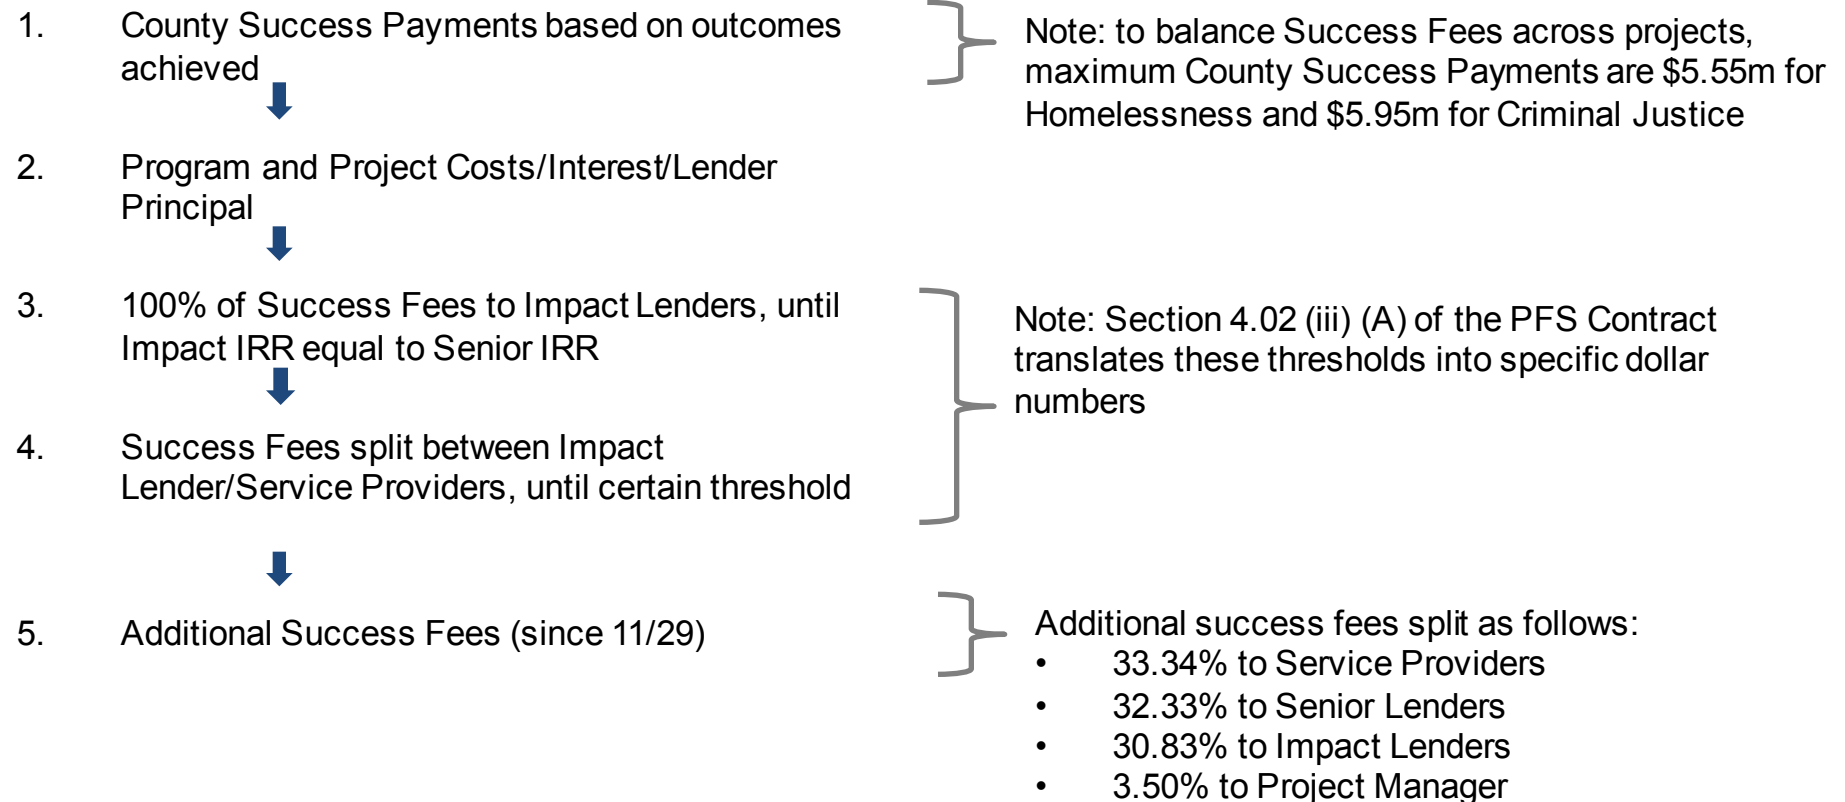 1. County Success Payments based on outcomes
achieved
Note: to balance Success Fees across projects,
maximum County Success Payments are $5.55m for
Homelessness and $5.95m for Criminal Justice
2. Program and Project Costs/Interest/Lender
Principal
3. 100% of Success Fees to Impact Lenders, until
Impact IRR equal to Senior IRR
Note: Section 4.02 (iii) (A) of the PFS Contract
translates these thresholds into specific dollar
numbers
4. Success Fees split between Impact
Lender/Service Providers, until certain threshold
5. Additional Success Fees (since 11/29)
Additional success fees split as follows:
• 33.34% to Service Providers
• 32.33% to Senior Lenders
• 30.83% to Impact Lenders
• 3.50% to Project Manager